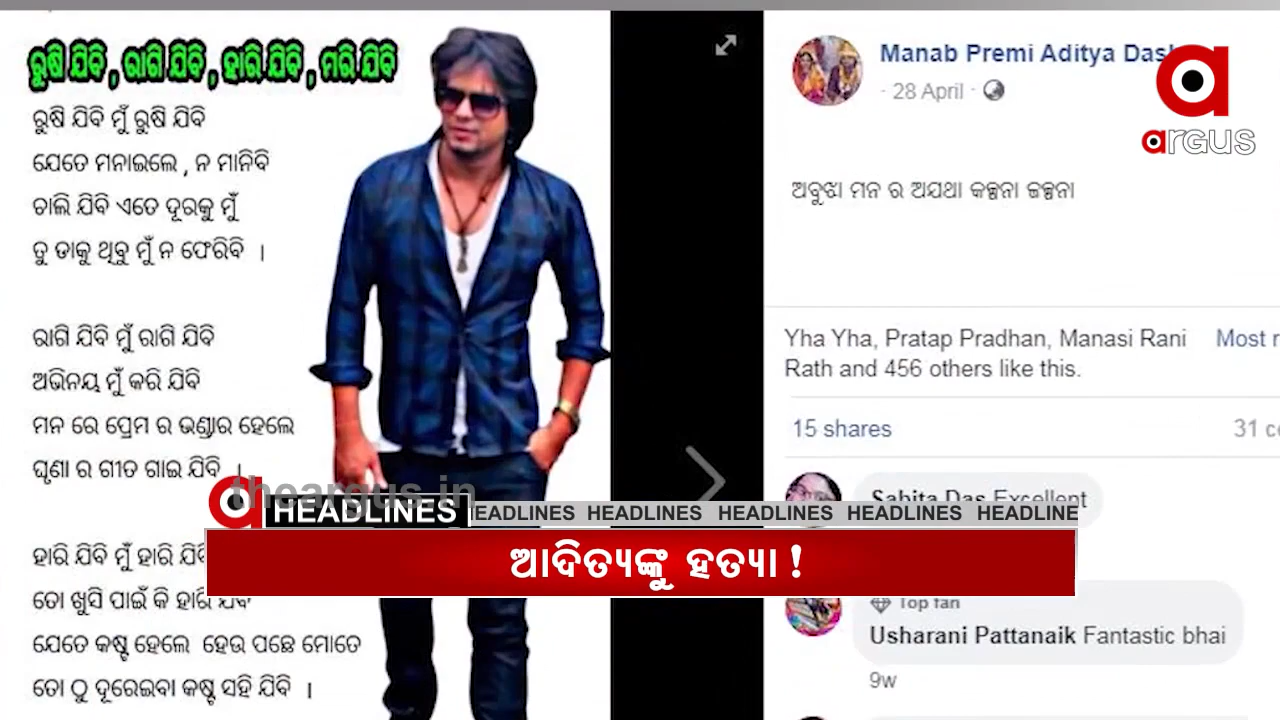 ରୁଷି ଯିବି , ରାଗି ଯିବି , ହାରି ଯିବି , ମରି ଯିବି
ରୁଷି ଯିବି ମୁଁ ରୁଷି ଯିବି
ଯେତେ ମନାଇଲେ , ନ ମାନିବି
ଚାଲି ଯିବି ଏତେ ଦୂରକୁ ମୁଁ
ତୁ ଡାକୁ ଥିବୁ ମୁଁ ନ ଫେରିବି ।
ରାଗି ଯିବି ମୁଁ ରାଗି ଯିବି
ଅଭିନୟ ମୁଁ କରି ଯିବି
ମନ ରେ ପ୍ରେମ ର ଭଣ୍ଡାର ହେଲେ
ଘୃଣା ର ଗୀତ ଗାଇ ଯିବି ।
ହାରି ଯିବି ମୁଁ ହାରି ଯିବି
ତୋ ଖୁସି ପାଇଁ କି ହାରି ଯିବି
ଯେତେ କଷ୍ଟ ହେଲେ ହେଉ ପଛେ ମୋତେ
ତୋ ଠୁ ଦୂରେଇବା କଷ୍ଟ ସହି ଯିବି ।
Manab Premi Aditya Dash
· 28 April ·
argus
ଅବୁଝା ମନ ର ଅଯଥା କଳ୍ପନା ଜଳ୍ପନା
Yha Yha, Pratap Pradhan, Manasi Rani
Rath and 456 others like this.
Most r
15 shares
31 co
Sabita Das Excellent
Top fan
Usharani Pattanaik Fantastic bhai
9w
theargus.in
HEADLINES
HEADLINES HEADLINES HEADLINES HEADLINES HEADLINE
ଆଦିତ୍ୟଙ୍କୁ ହତ୍ୟା !